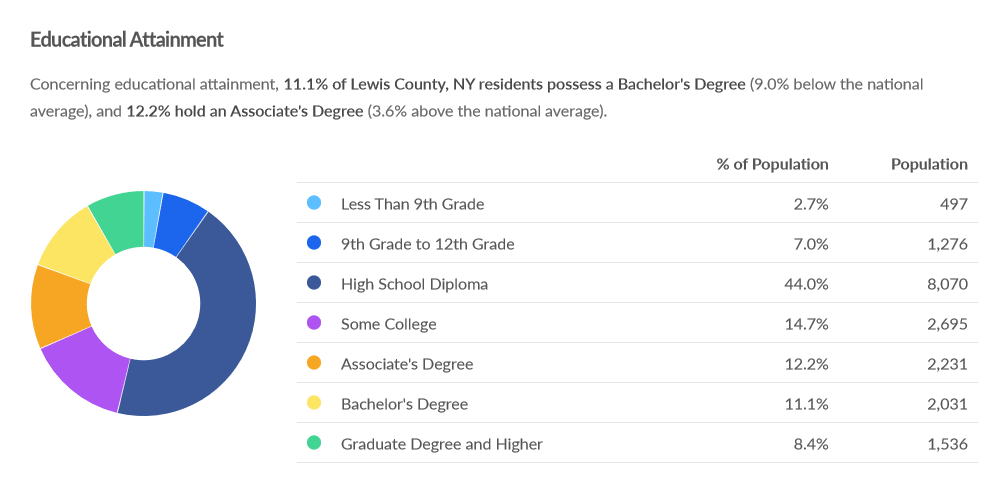 Educational Attainment
Concerning educational attainment, 11.1% of Lewis County, NY residents possess a Bachelor's Degree (9.0% below the national
average), and 12.2% hold an Associate's Degree (3.6% above the national average).
% of Population Population
Less Than 9th Grade 2.7% 497
9th Grade to 12th Grade 7.0% 1,276
High School Diploma 44.0% 8,070
Some College 14.7% 2,695
Associate's Degree 12.2% 2,231
Bachelor's Degree 11.1% 2,031
Graduate Degree and Higher 8.4% 1,536